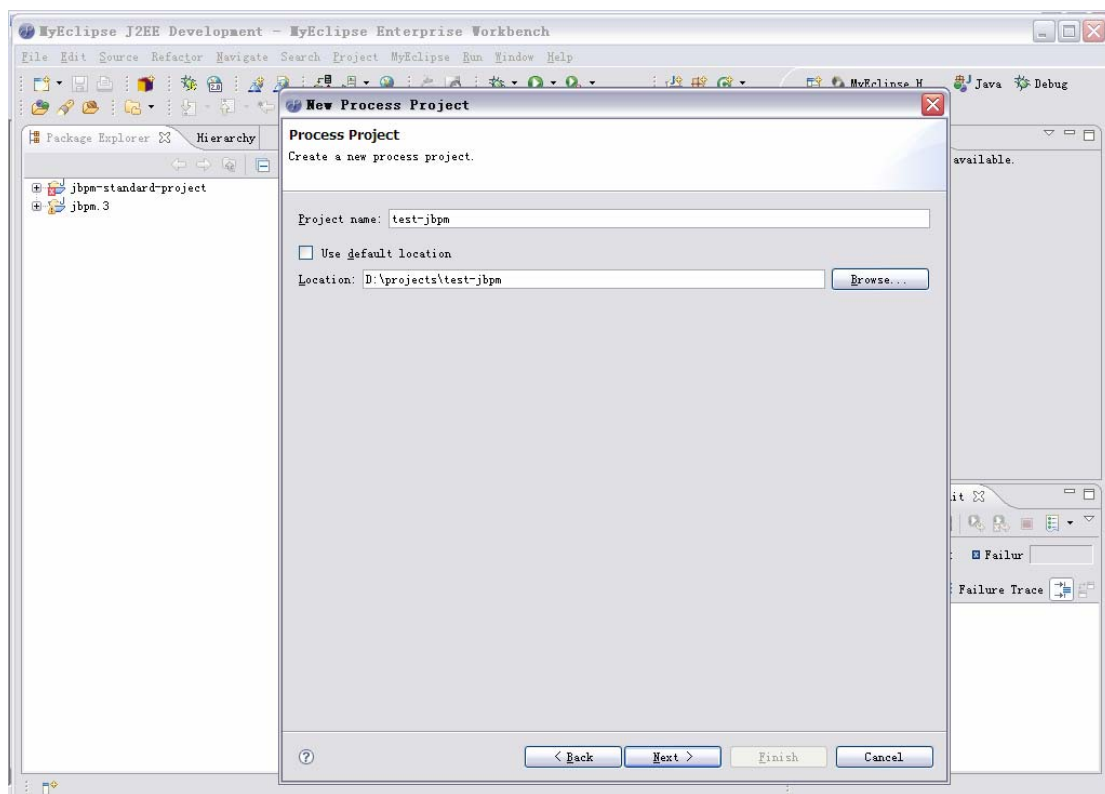 MyEclipse J2EE Development - MyEclipse Enterprise Workbench
File Edit Source Refactor Navigate Search Project MyEclipse Run Window Help
MyEclipse H Java Debug
New Process Project
Package Explorer Hierarchy
Process Project
Create a new process project.
available.
jbpm-standard-project
jbpm.3
Project name: test-jbpm
Use default location
Location: D:\projects\test-jbpm Browse...
it
Failur
Failure Trace
? < Back Next > Finish Cancel